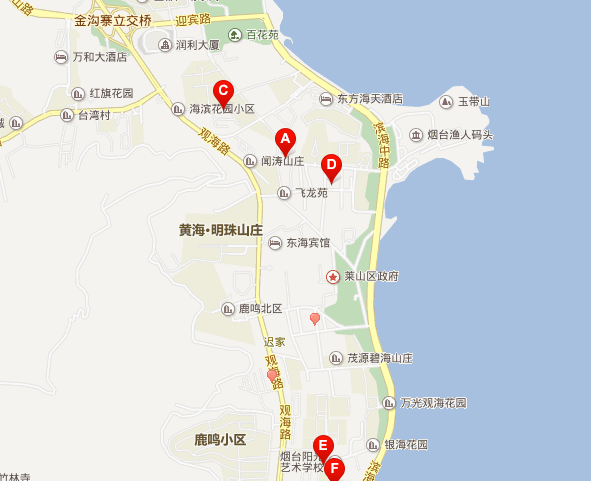 山路
迎宾路
金沟寨立交桥
百花苑
润利大厦
万和大酒店
红旗花园
C
东方海天酒店
玉带山
海滨花园小区
台湾村
城
观海路
A
滨海中路
烟台渔人码头
闻涛山庄
D
飞龙苑
黄海·明珠山庄
东海宾馆
莱山区政府
鹿鸣北区
迟家
茂源碧海山庄
观海路
万光观海花园
观海路
鹿鸣小区
E
银海花园
烟台阳光
艺术学校
F
滨海
竹林寺